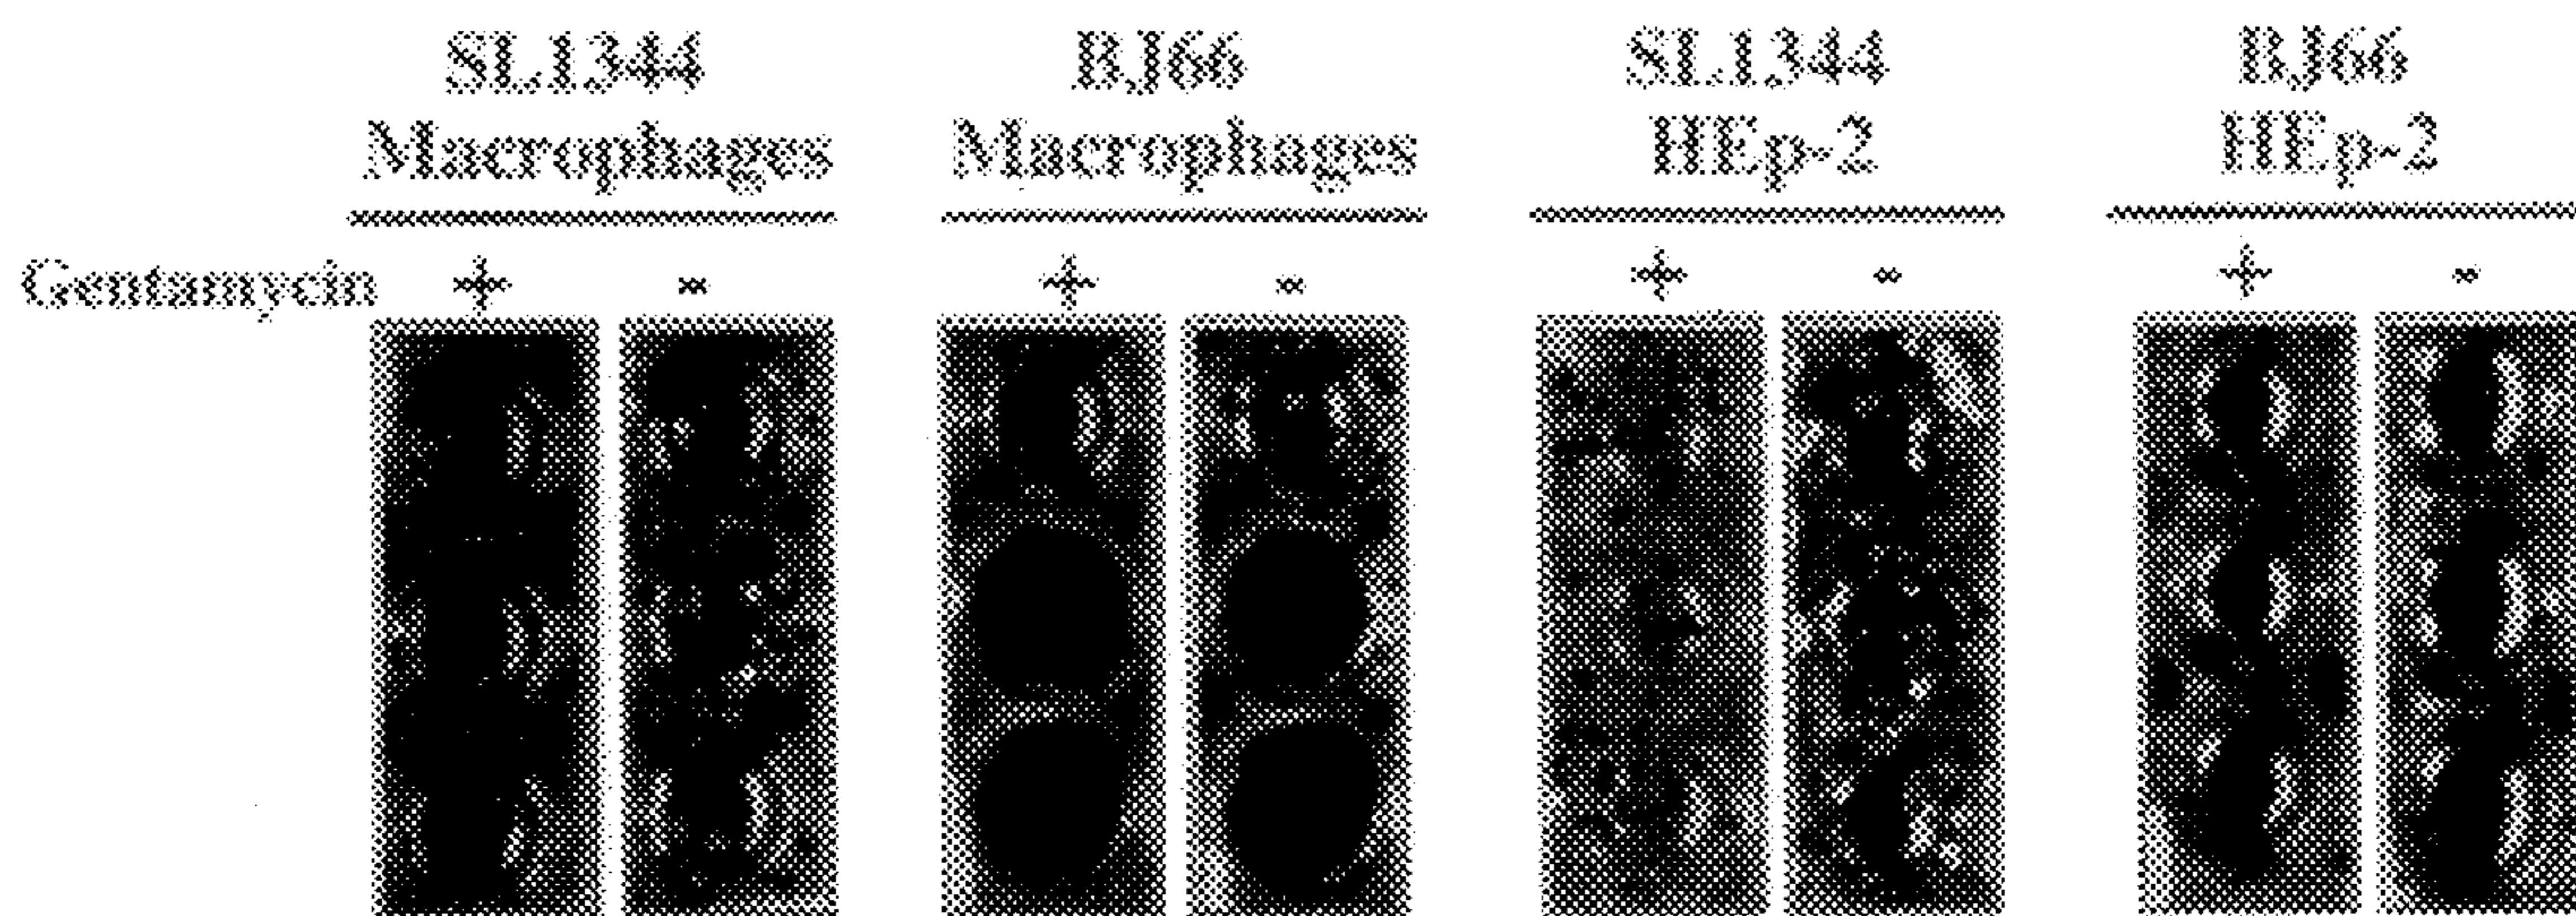 SL1344 BJ66 SL1344 BJ66
Macrophages Macrophages HEp-2 HEp-2
Gentamycin + - + - + - + -